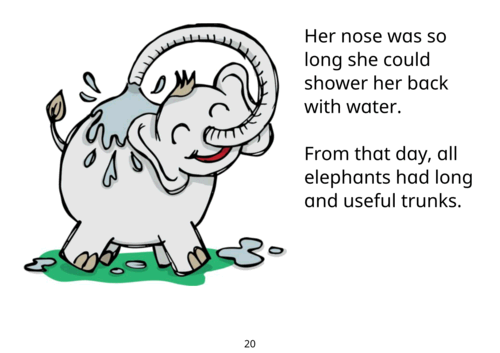 Her nose was so
long she could
shower her back
with water.
From that day, all
elephants had long
and useful trunks.
20